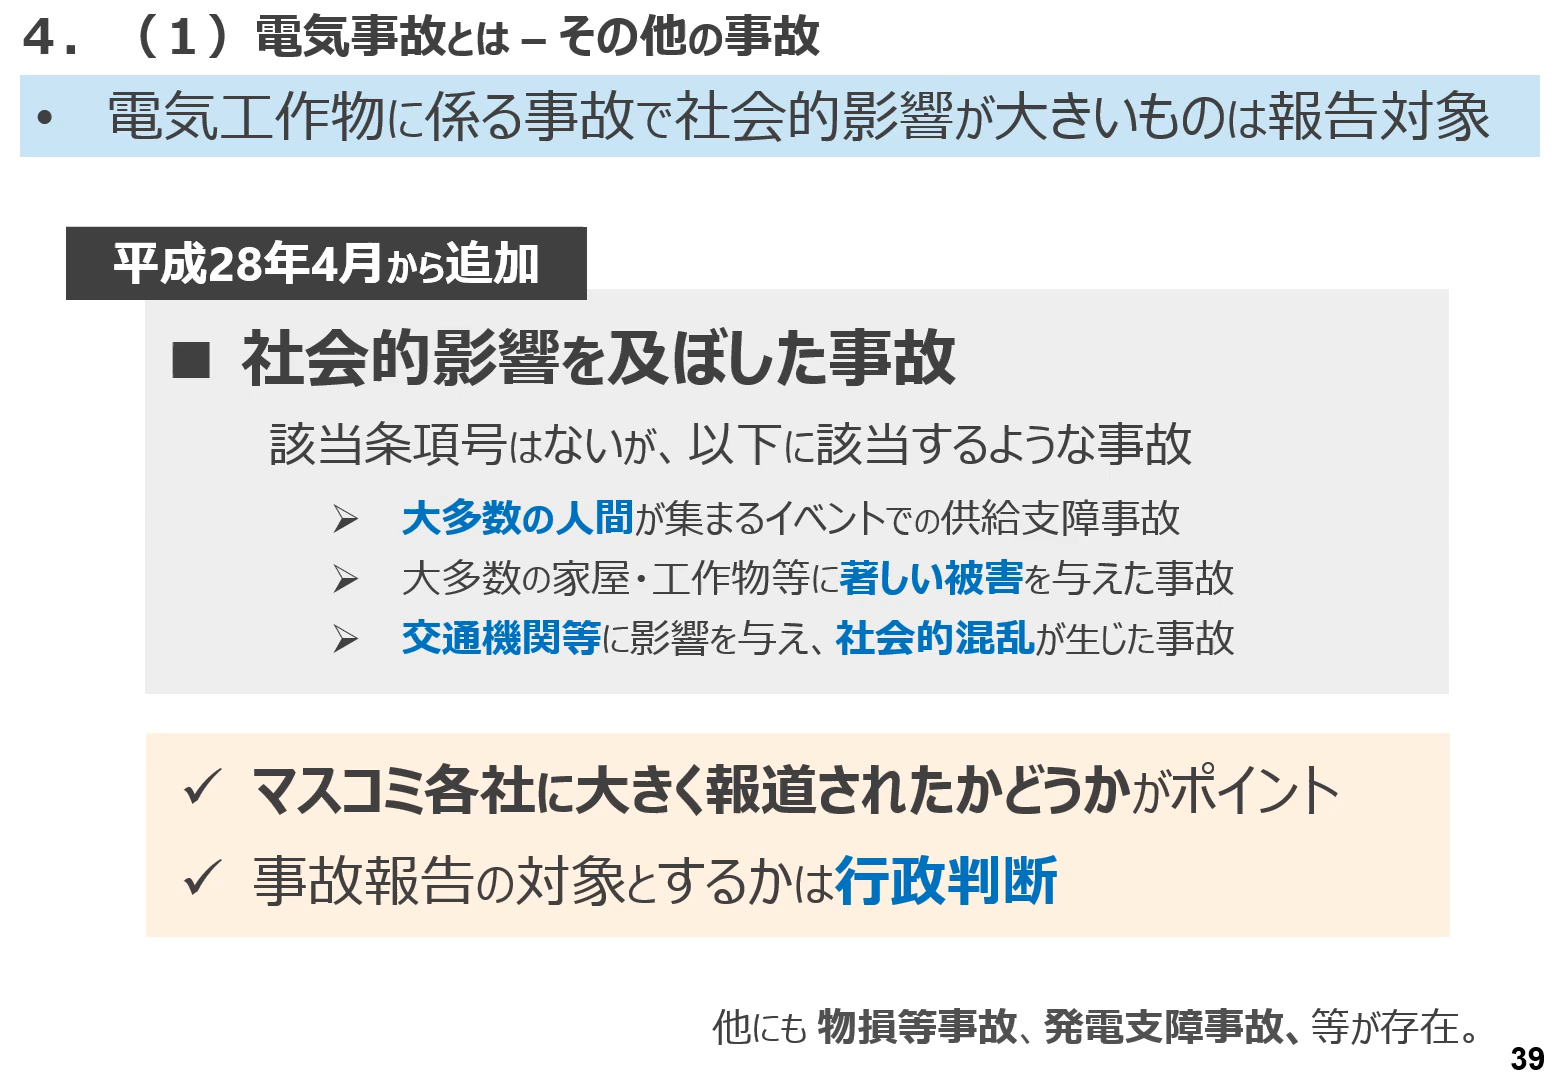 ４．（１）電気事故とは – その他の事故
• 電気工作物に係る事故で社会的影響が大きいものは報告対象
平成28年4月から追加
■ 社会的影響を及ぼした事故
該当条項号はないが、以下に該当するような事故
➢ 大多数の人間が集まるイベントでの供給支障事故
➢ 大多数の家屋・工作物等に著しい被害を与えた事故
➢ 交通機関等に影響を与え、社会的混乱が生じた事故
✓ マスコミ各社に大きく報道されたかどうかがポイント
✓ 事故報告の対象とするかは行政判断
他にも 物損等事故、発電支障事故、等が存在。
39